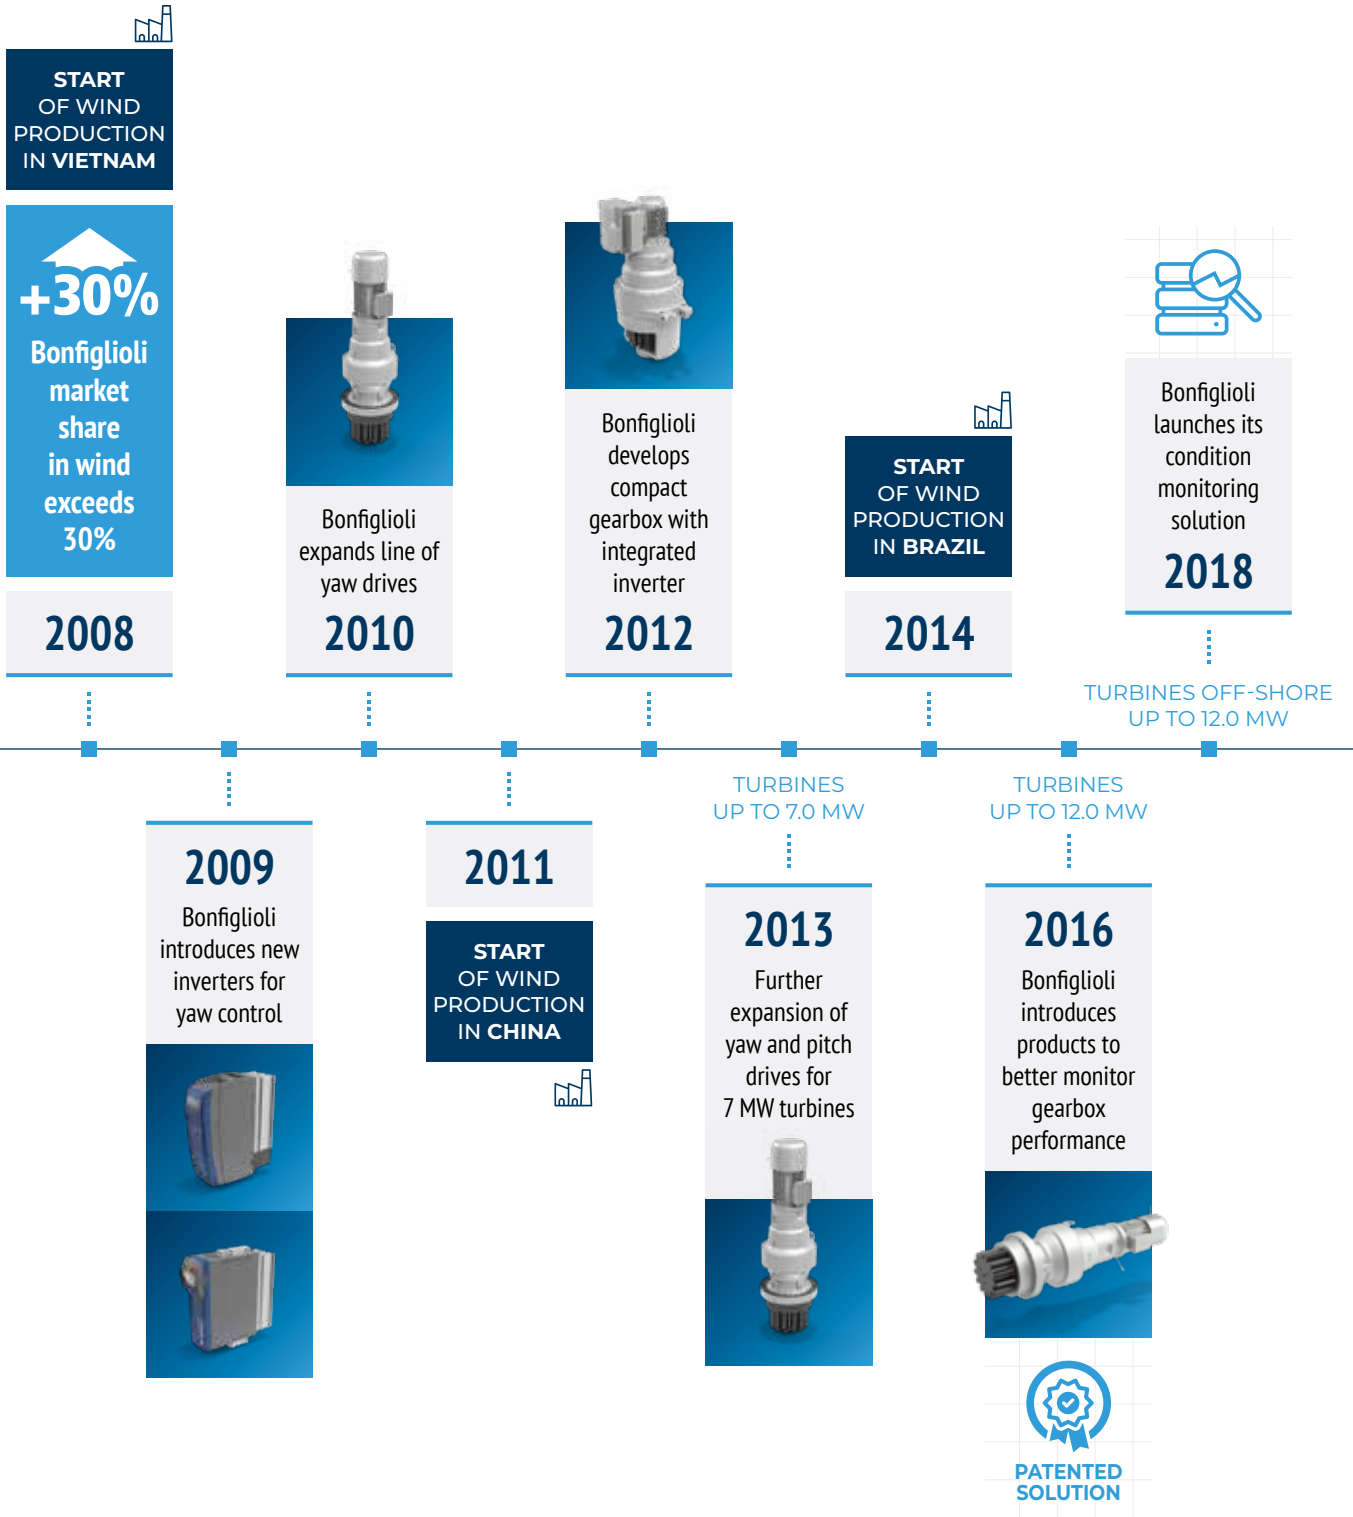 START
OF WIND
PRODUCTION
IN VIETNAM
+30%
Bonfiglioli
market
share
in wind
exceeds
30%
2008
2009
Bonfiglioli
introduces new
inverters for
yaw control
Bonfiglioli
expands line of
yaw drives
2010
2011
START
OF WIND
PRODUCTION
IN CHINA
Bonfiglioli
develops
compact
gearbox with
integrated
inverter
2012
TURBINES
UP TO 7.0 MW
2013
Further
expansion of
yaw and pitch
drives for
7 MW turbines
START
OF WIND
PRODUCTION
IN BRAZIL
2014
TURBINES
UP TO 12.0 MW
2016
Bonfiglioli
introduces
products to
better monitor
gearbox
performance
PATENTED
SOLUTION
Bonfiglioli
launches its
condition
monitoring
solution
2018
TURBINES OFF-SHORE
UP TO 12.0 MW